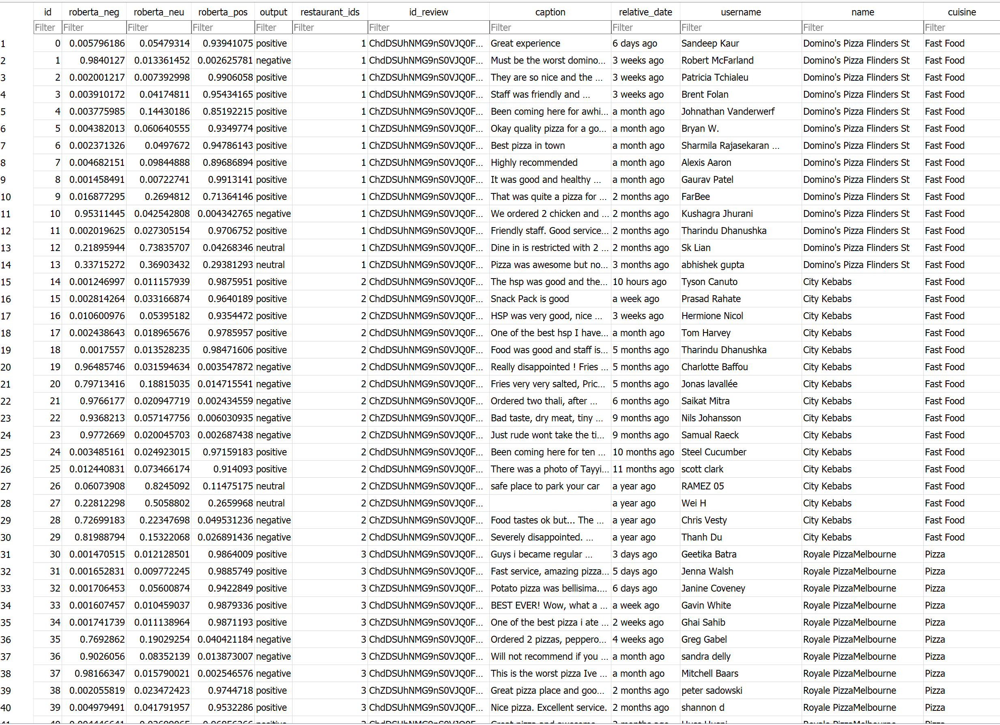 id roberta_neg roberta_neu roberta_pos output restaurant_ids id_review caption relative_date username name cuisine
Filter Filter Filter Filter Filter Filter Filter Filter Filter Filter Filter Filter
1 0 0.005796186 0.05479314 0.93941075 positive 1 ChdDSUhNMG9nS0VJQ0F... Great experience 6 days ago Sandeep Kaur Domino's Pizza Flinders St Fast Food
2 1 0.9840127 0.013361452 0.002625781 negative 1 ChdDSUhNMG9nS0VJQ0F... Must be the worst domino... 3 weeks ago Robert McFarland Domino's Pizza Flinders St Fast Food
3 2 0.002001217 0.007392998 0.9906058 positive 1 ChZDSUhNMG9nS0VJQ0F... They are so nice and the ... 3 weeks ago Patricia Tchialeu Domino's Pizza Flinders St Fast Food
4 3 0.003910172 0.04174811 0.95434165 positive 1 ChdDSUhNMG9nS0VJQ0F... Staff was friendly and ... 3 weeks ago Brent Folan Domino's Pizza Flinders St Fast Food
5 4 0.003775985 0.14430186 0.85192215 positive 1 ChZDSUhNMG9nS0VJQ0F... Been coming here for awhi... a month ago Johnathan Vanderwerf Domino's Pizza Flinders St Fast Food
6 5 0.004382013 0.060640555 0.9349774 positive 1 ChZDSUhNMG9nS0VJQ0F... Okay quality pizza for a go... a month ago Bryan W. Domino's Pizza Flinders St Fast Food
7 6 0.002371326 0.0497672 0.94786143 positive 1 ChZDSUhNMG9nS0VJQ0F... Best pizza in town a month ago Sharmila Rajasekaran ... Domino's Pizza Flinders St Fast Food
8 7 0.004682151 0.09844888 0.89686894 positive 1 ChdDSUhNMG9nS0VJQ0F... Highly recommended a month ago Alexis Aaron Domino's Pizza Flinders St Fast Food
9 8 0.001458491 0.00722741 0.9913141 positive 1 ChZDSUhNMG9nS0VJQ0F... It was good and healthy ... a month ago Gaurav Patel Domino's Pizza Flinders St Fast Food
10 9 0.016877295 0.2694812 0.71364146 positive 1 ChZDSUhNMG9nS0VJQ0F... That was quite a pizza for ... 2 months ago FarBee Domino's Pizza Flinders St Fast Food
11 10 0.95311445 0.042542808 0.004342765 negative 1 ChZDSUhNMG9nS0VJQ0F... We ordered 2 chicken and ... 2 months ago Kushagra Jhurani Domino's Pizza Flinders St Fast Food
12 11 0.002019625 0.027305154 0.9706752 positive 1 ChdDSUhNMG9nS0VJQ0F... Friendly staff. Good service... 2 months ago Tharindu Dhanushka Domino's Pizza Flinders St Fast Food
13 12 0.21895944 0.73835707 0.04268346 neutral 1 ChZDSUhNMG9nS0VJQ0F... Dine in is restricted with 2 ... 2 months ago Sk Lian Domino's Pizza Flinders St Fast Food
14 13 0.33715272 0.36903432 0.29381293 neutral 1 ChZDSUhNMG9nS0VJQ0F... Pizza was awesome but no... 3 months ago abhishek gupta Domino's Pizza Flinders St Fast Food
15 14 0.001246997 0.011157939 0.9875951 positive 2 ChdDSUhNMG9nS0VJQ0F... The hsp was good and the... 10 hours ago Tyson Canuto City Kebabs Fast Food
16 15 0.002814264 0.033166874 0.9640189 positive 2 ChdDSUhNMG9nS0VJQ0F... Snack Pack is good a week ago Prasad Rahate City Kebabs Fast Food
17 16 0.010600976 0.05395182 0.9354472 positive 2 ChZDSUhNMG9nS0VJQ0F... HSP was very good, nice ... 3 weeks ago Hermione Nicol City Kebabs Fast Food
18 17 0.002438643 0.018965676 0.9785957 positive 2 ChdDSUhNMG9nS0VJQ0F... One of the best hsp I have... a month ago Tom Harvey City Kebabs Fast Food
19 18 0.0017557 0.013528235 0.98471606 positive 2 ChdDSUhNMG9nS0VJQ0F... Food was good and staff is... 5 months ago Tharindu Dhanushka City Kebabs Fast Food
20 19 0.96485746 0.031594634 0.003547872 negative 2 ChdDSUhNMG9nS0VJQ0F... Really disappointed ! Fries ... 5 months ago Charlotte Baffou City Kebabs Fast Food
21 20 0.79713416 0.18815035 0.014715541 negative 2 ChZDSUhNMG9nS0VJQ0F... Fries very very salted, Pric... 5 months ago Jonas lavallée City Kebabs Fast Food
22 21 0.9766177 0.020947719 0.002434559 negative 2 ChZDSUhNMG9nS0VJQ0F... Ordered two thali, after ... 6 months ago Saikat Mitra City Kebabs Fast Food
23 22 0.9368213 0.057147756 0.006030935 negative 2 ChZDSUhNMG9nS0VJQ0F... Bad taste, dry meat, tiny ... 9 months ago Nils Johansson City Kebabs Fast Food
24 23 0.9772669 0.020045703 0.002687438 negative 2 ChdDSUhNMG9nS0VJQ0F... Just rude wont take the ti... 9 months ago Samual Raeck City Kebabs Fast Food
25 24 0.003485161 0.024923015 0.97159183 positive 2 ChdDSUhNMG9nS0VJQ0F... Been coming here for ten ... 10 months ago Steel Cucumber City Kebabs Fast Food
26 25 0.012440831 0.073466174 0.914093 positive 2 ChZDSUhNMG9nS0VJQ0F... There was a photo of Tayyi... 11 months ago scott clark City Kebabs Fast Food
27 26 0.06073908 0.8245092 0.11475175 neutral 2 ChdDSUhNMG9nS0VJQ0F... safe place to park your car a year ago RAMEZ 05 City Kebabs Fast Food
28 27 0.22812298 0.5058802 0.2659968 neutral 2 ChZDSUhNMG9nS0VJQ0F... a year ago Wei H City Kebabs Fast Food
29 28 0.72699183 0.22347698 0.049531236 negative 2 ChZDSUhNMG9nS0VJQ0F... Food tastes ok but... The ... a year ago Chris Vesty City Kebabs Fast Food
30 29 0.81988794 0.15322068 0.026891436 negative 2 ChdDSUhNMG9nS0VJQ0F... Severely disappointed. ... a year ago Thanh Du City Kebabs Fast Food
31 30 0.001470515 0.012128501 0.9864009 positive 3 ChdDSUhNMG9nS0VJQ0F... Guys i became regular ... 3 days ago Geetika Batra Royale PizzaMelbourne Pizza
32 31 0.001652831 0.009772245 0.9885749 positive 3 ChdDSUhNMG9nS0VJQ0F... Fast service, amazing pizza... 5 days ago Jenna Walsh Royale PizzaMelbourne Pizza
33 32 0.001706453 0.05600874 0.9422849 positive 3 ChZDSUhNMG9nS0VJQ0F... Potato pizza was bellisima.... 6 days ago Janine Coveney Royale PizzaMelbourne Pizza
34 33 0.001607457 0.010459037 0.9879336 positive 3 ChdDSUhNMG9nS0VJQ0F... BEST EVER! Wow, what a ... a week ago Gavin White Royale PizzaMelbourne Pizza
35 34 0.001741739 0.011138964 0.9871193 positive 3 ChZDSUhNMG9nS0VJQ0F... One of the best pizza i ate ... 2 weeks ago Ghai Sahib Royale PizzaMelbourne Pizza
36 35 0.7692862 0.19029254 0.040421184 negative 3 ChdDSUhNMG9nS0VJQ0F... Ordered 2 pizzas, peppero... 4 weeks ago Greg Gabel Royale PizzaMelbourne Pizza
37 36 0.9026056 0.08352139 0.013873007 negative 3 ChZDSUhNMG9nS0VJQ0F... Will not recommend if you ... a month ago sandra delly Royale PizzaMelbourne Pizza
38 37 0.98166347 0.015790021 0.002546576 negative 3 ChdDSUhNMG9nS0VJQ0F... This is the worst pizza Ive ... a month ago Mitchell Baars Royale PizzaMelbourne Pizza
39 38 0.002055819 0.023472423 0.9744718 positive 3 ChZDSUhNMG9nS0VJQ0F... Great pizza place and goo... 2 months ago peter sadowski Royale PizzaMelbourne Pizza
40 39 0.004979491 0.041791957 0.9532286 positive 3 ChdDSUhNMG9nS0VJQ0F... Nice pizza. Excellent service. 2 months ago shannon d Royale PizzaMelbourne Pizza